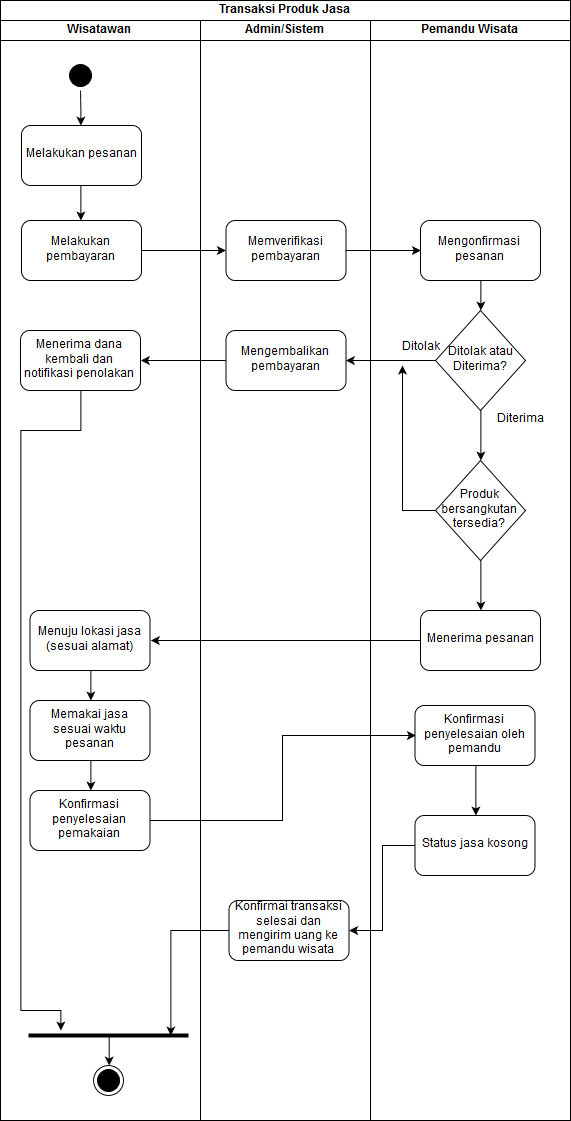 Transaksi Produk Jasa
Wisatawan
Admin/Sistem
Pemandu Wisata
Melakukan pesanan
Melakukan
pembayaran
Memverifikasi
pembayaran
Mengonfirmasi
pesanan
Menerima dana
kembali dan
notifikasi penolakan
Mengembalikan
pembayaran
Ditolak
Ditolak atau
Diterima?
Diterima
Produk
bersangkutan
tersedia?
Menuju lokasi jasa
(sesuai alamat)
Menerima pesanan
Memakai jasa
sesuai waktu
pesanan
Konfirmasi
penyelesaian oleh
pemandu
Konfirmasi
penyelesaian
pemakaian
Status jasa kosong
Konfirmai transaksi
selesai dan
mengirim uang ke
pemandu wisata